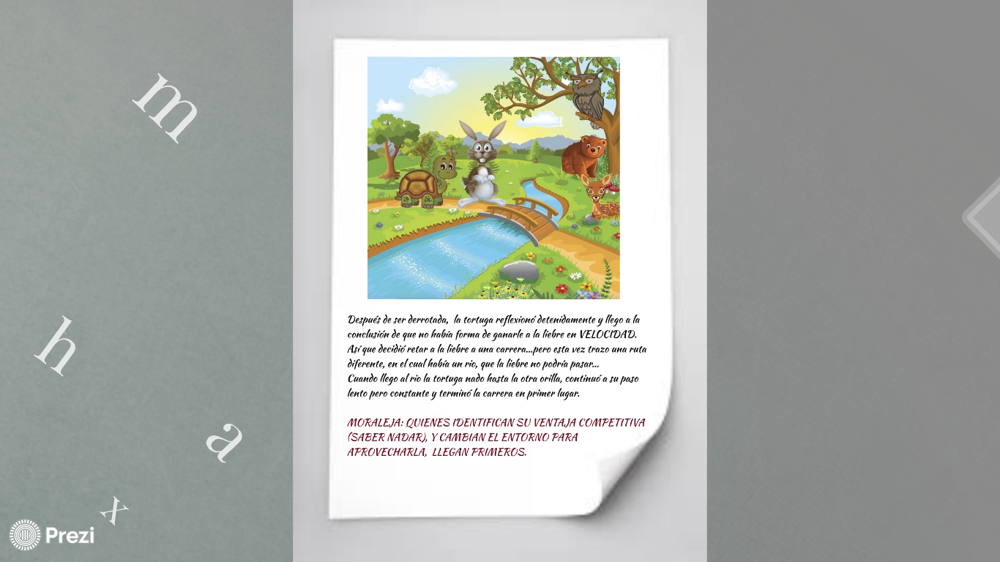 m
h
a
x
Después de ser derrotada, la tortuga reflexionó detenidamente y llego a la
conclusión de que no había forma de ganarle a la liebre en VELOCIDAD.
Así que decidió retar a la liebre a una carrera...pero esta vez trazo una ruta
diferente, en el cual había un rio, que la liebre no podría pasar...
Cuando llego al rio la tortuga nado hasta la otra orilla, continuó a su paso
lento pero constante y terminó la carrera en primer lugar.
MORALEJA: QUIENES IDENTIFICAN SU VENTAJA COMPETITIVA
(SABER NADAR), Y CAMBIAN EL ENTORNO PARA
APROVECHARLA, LLEGAN PRIMEROS.
Prezi